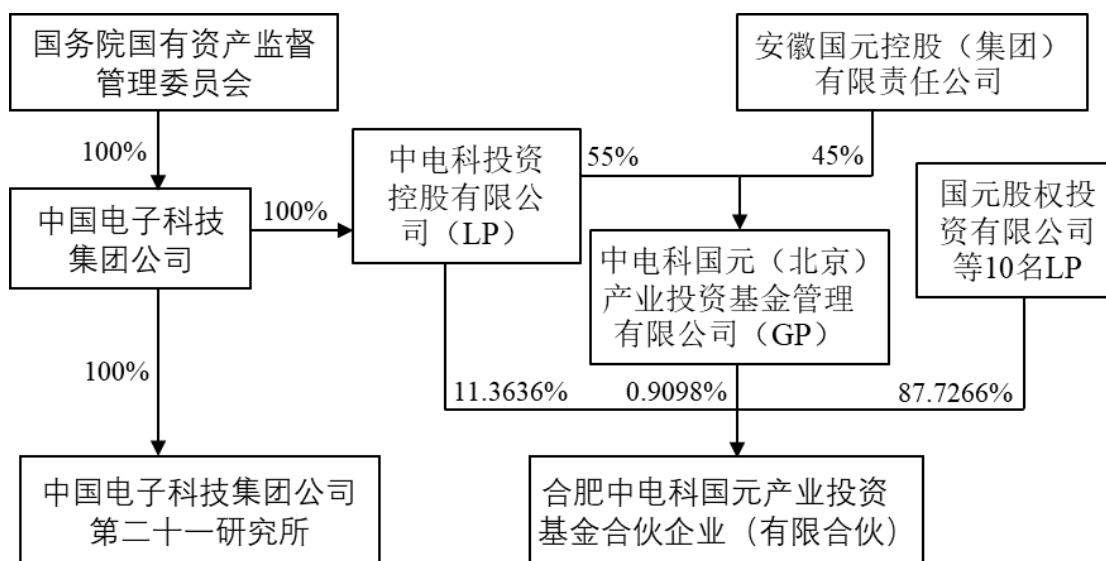 国务院国有资产监督
管理委员会
安徽国元控股（集团）
有限责任公司
100%
中电科投资
控股有限公
司（LP）
55%
45%
中国电子科技
集团公司
100%
国元股权投
资有限公司
等10名LP
中电科国元（北京）
产业投资基金管理
有限公司（GP）
100%
11.3636%
0.9098%
87.7266%
中国电子科技集团公司
第二十一研究所
合肥中电科国元产业投资
基金合伙企业（有限合伙）